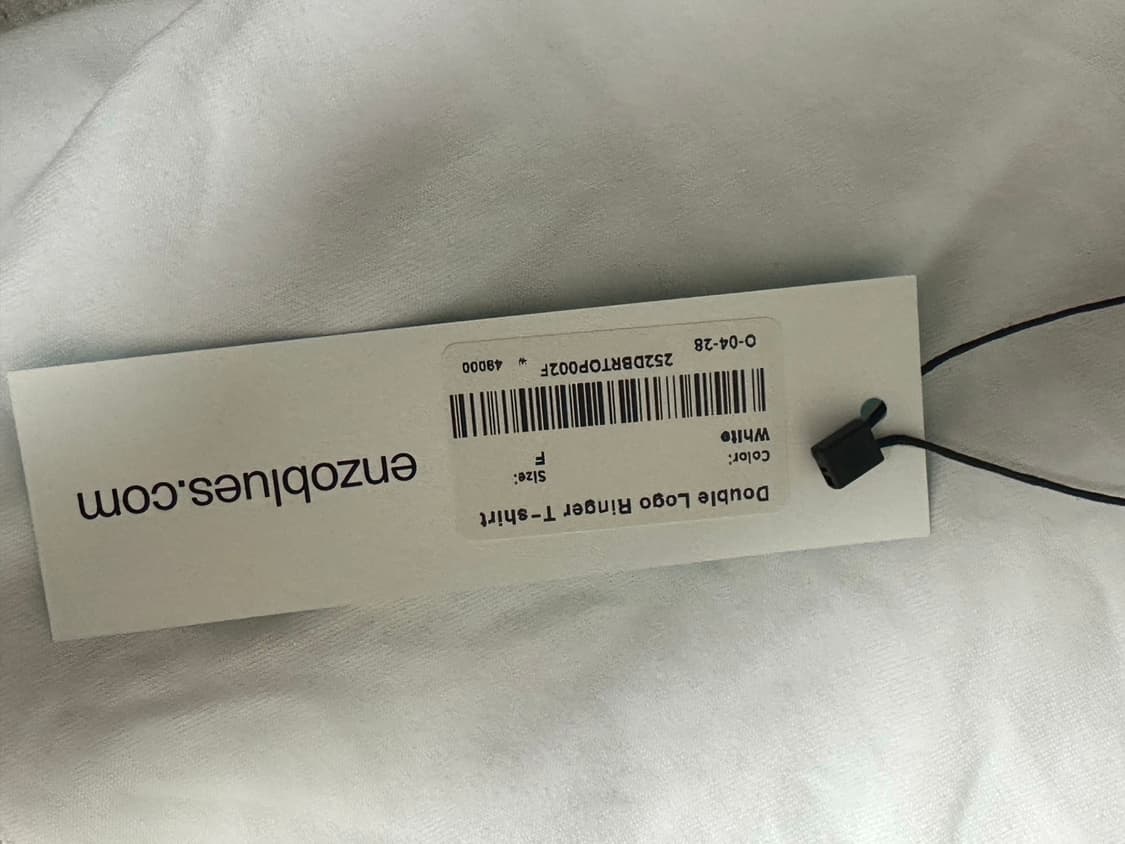 Double Logo Ringer T-shirt
Color: Size:
White F
252DBRTOP002F ₩ 49000
O-04-28
enzoblues.com